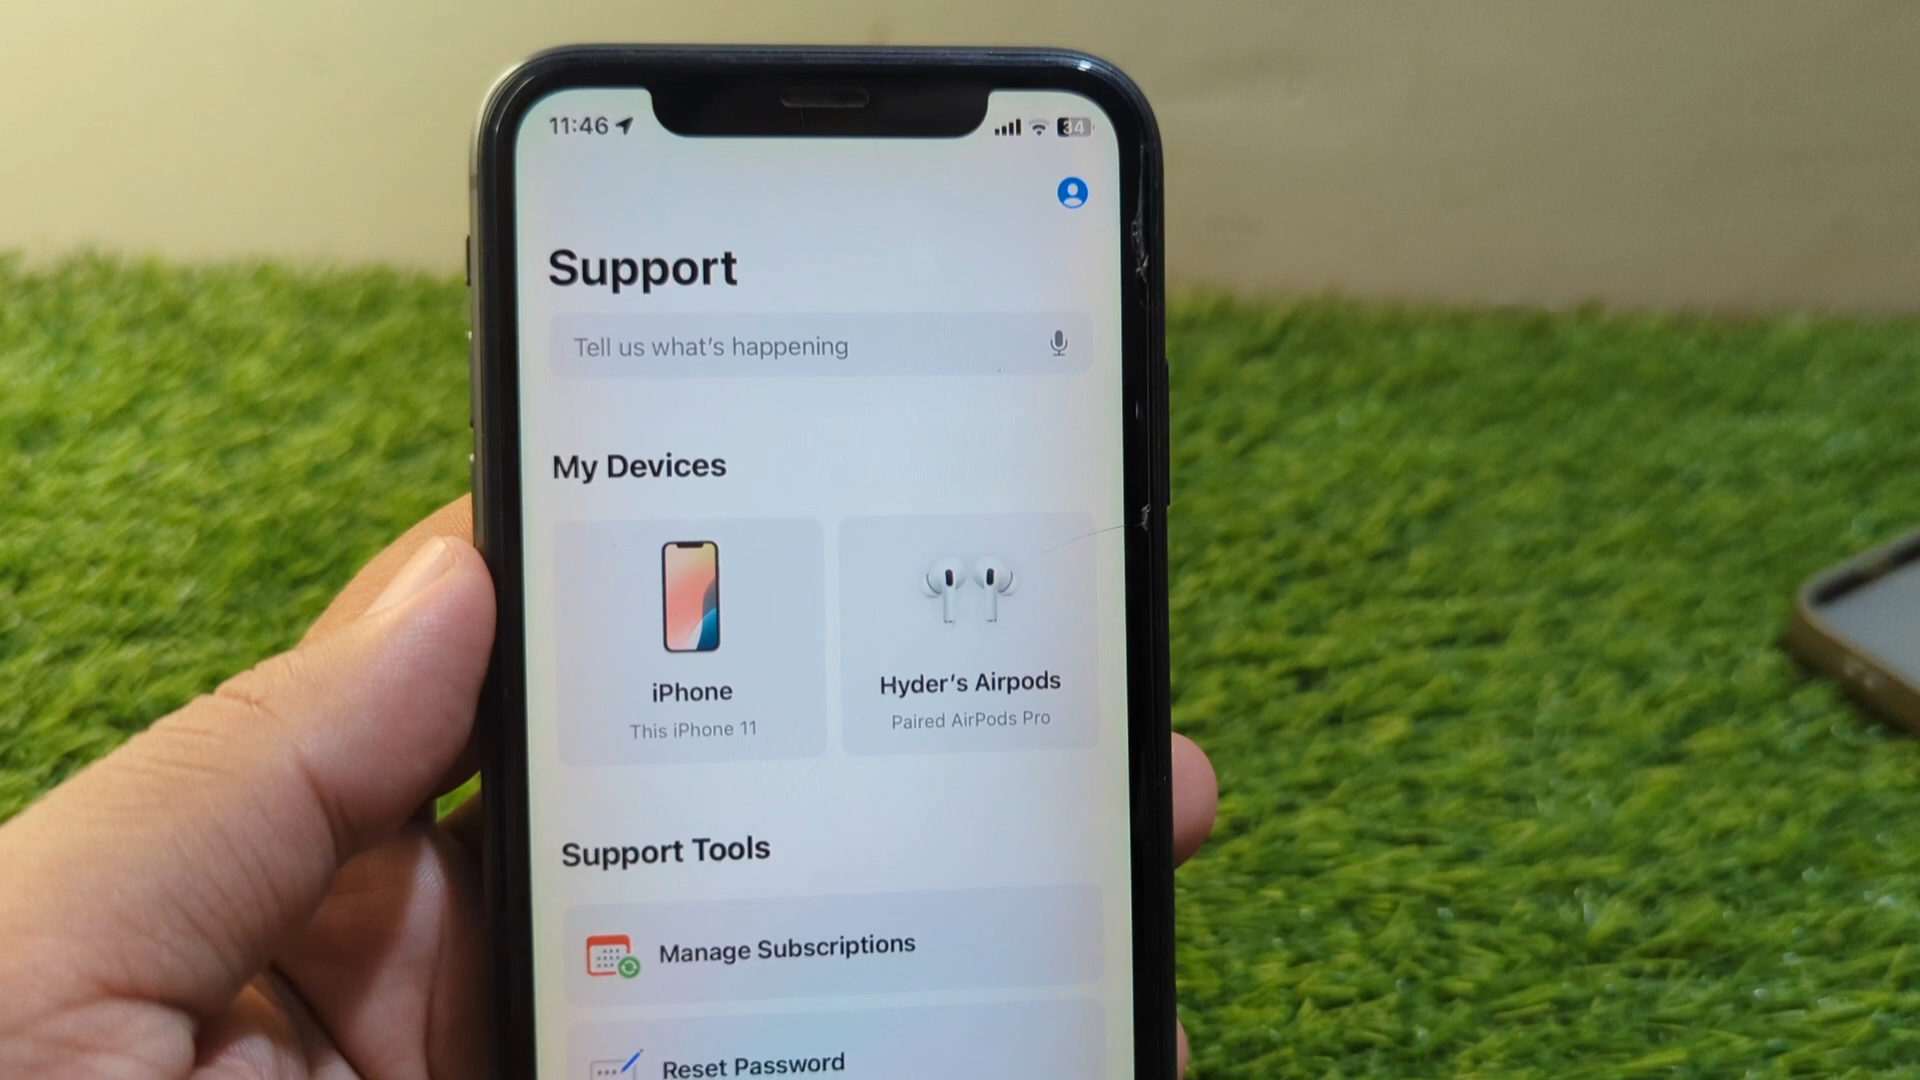 11:46
34
Support
Tell us what's happening
My Devices
iPhone
This iPhone 11
Hyder's Airpods
Paired AirPods Pro
Support Tools
Manage Subscriptions
Reset Password